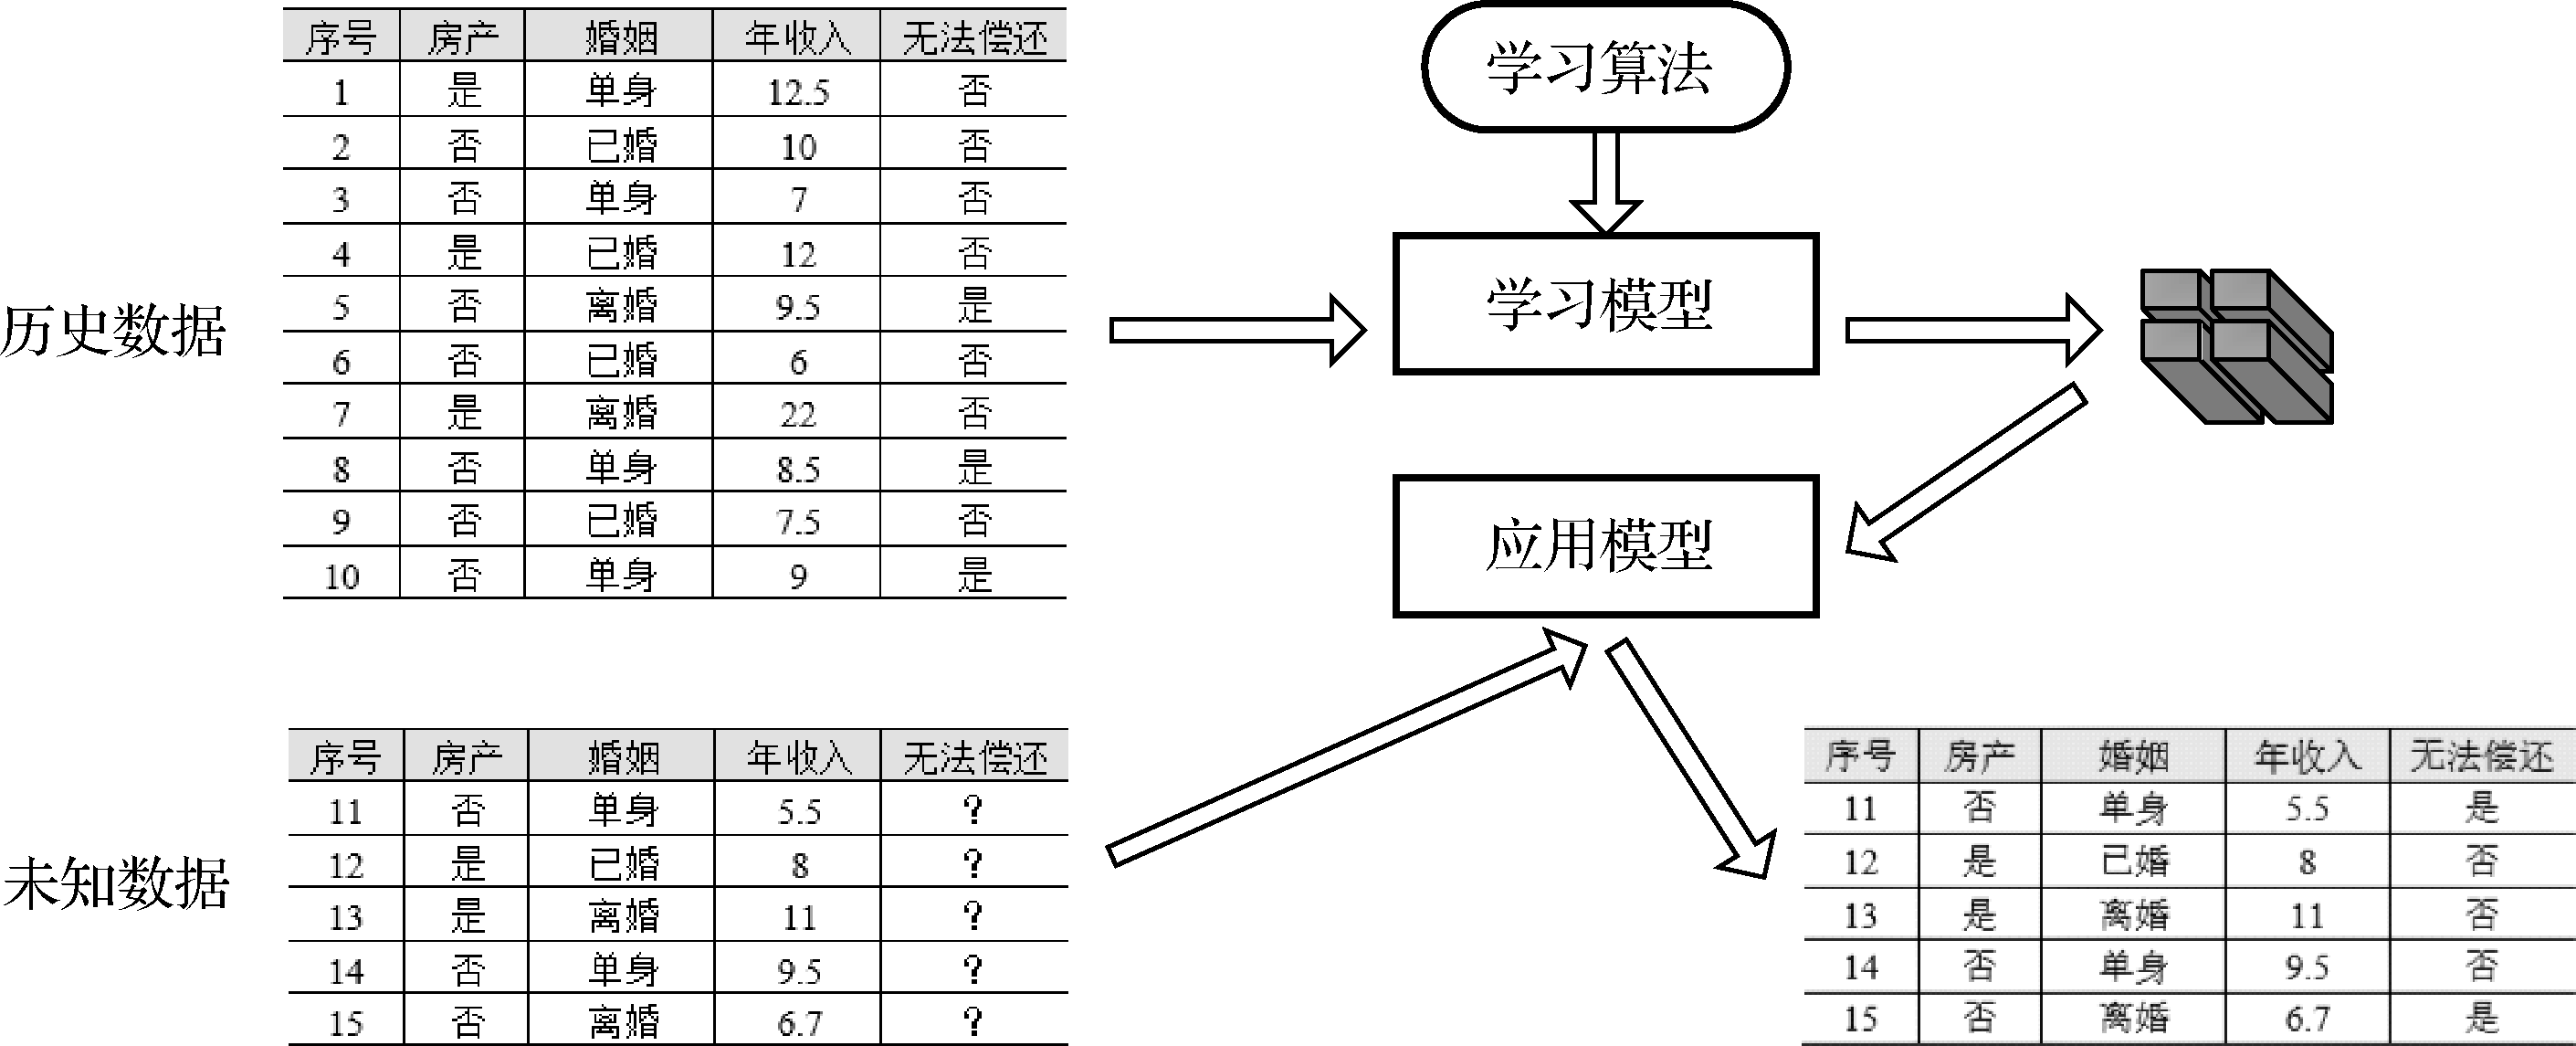 序号 房产 婚姻 年收入 无法偿还
1 是 单身 12.5 否
2 否 已婚 10 否
3 否 单身 7 否
4 是 已婚 12 否
5 否 离婚 9.5 是
6 否 已婚 6 否
7 是 离婚 22 否
8 否 单身 8.5 是
9 否 已婚 7.5 否
10 否 单身 9 是
历史数据
学习算法
学习模型
应用模型
未知数据
序号 房产 婚姻 年收入 无法偿还
11 否 单身 5.5 ?
12 是 已婚 8 ?
13 是 离婚 11 ?
14 否 单身 9.5 ?
15 否 离婚 6.7 ?
序号 房产 婚姻 年收入 无法偿还
11 否 单身 5.5 是
12 是 已婚 8 否
13 是 离婚 11 否
14 否 单身 9.5 否
15 否 离婚 6.7 是